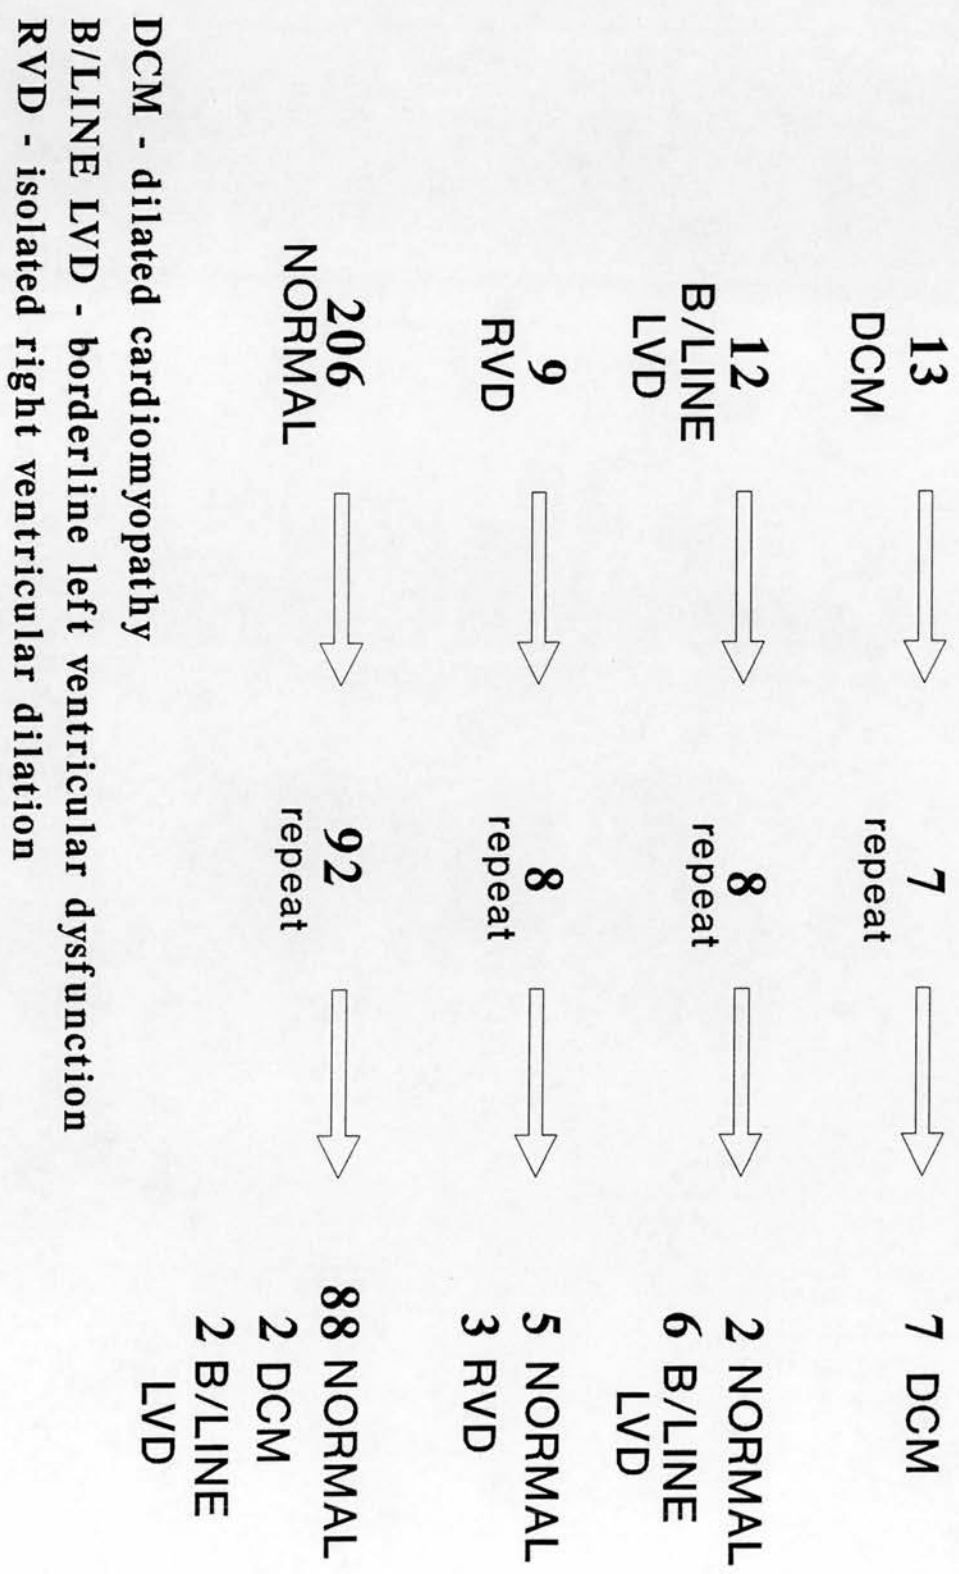 13
DCM
7
repeat
7 DCM
12
B/LINE
LVD
8
repeat
2 NORMAL
6 B/LINE
LVD
9
RVD
8
repeat
5 NORMAL
3 RVD
206
NORMAL
92
repeat
88 NORMAL
2 DCM
2 B/LINE
LVD
DCM - dilated cardiomyopathy
B/LINE LVD - borderline left ventricular dysfunction
RVD - isolated right ventricular dilation